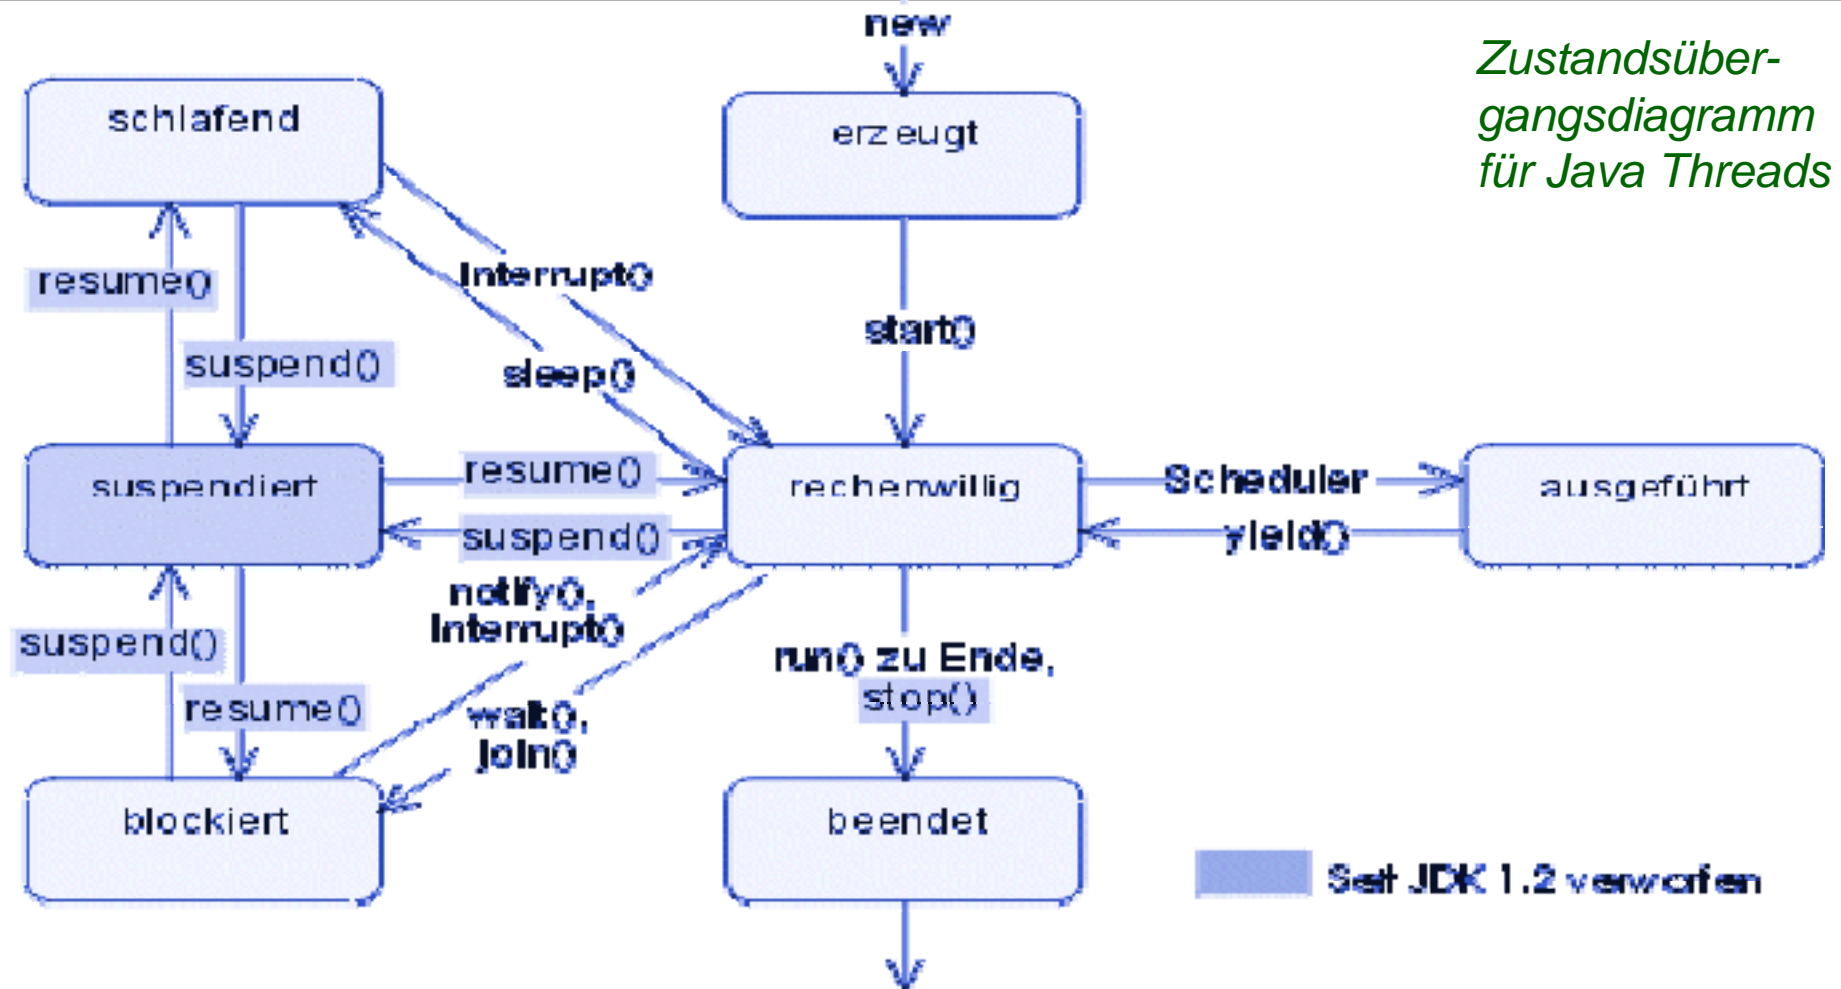 new
Zustandsüber-
gangsdiagramm
für Java Threads
schlafend
erzeugt
resume()
Interrupt()
suspend()
start()
sleep()
suspendiert
resume()
rechenwillig
Scheduler
ausgeführt
suspend()
yield()
notify(),
Interrupt()
suspend()
run() zu Ende,
stop()
resume()
wait(),
join()
blockiert
beendet
Seit JDK 1.2 verworfen